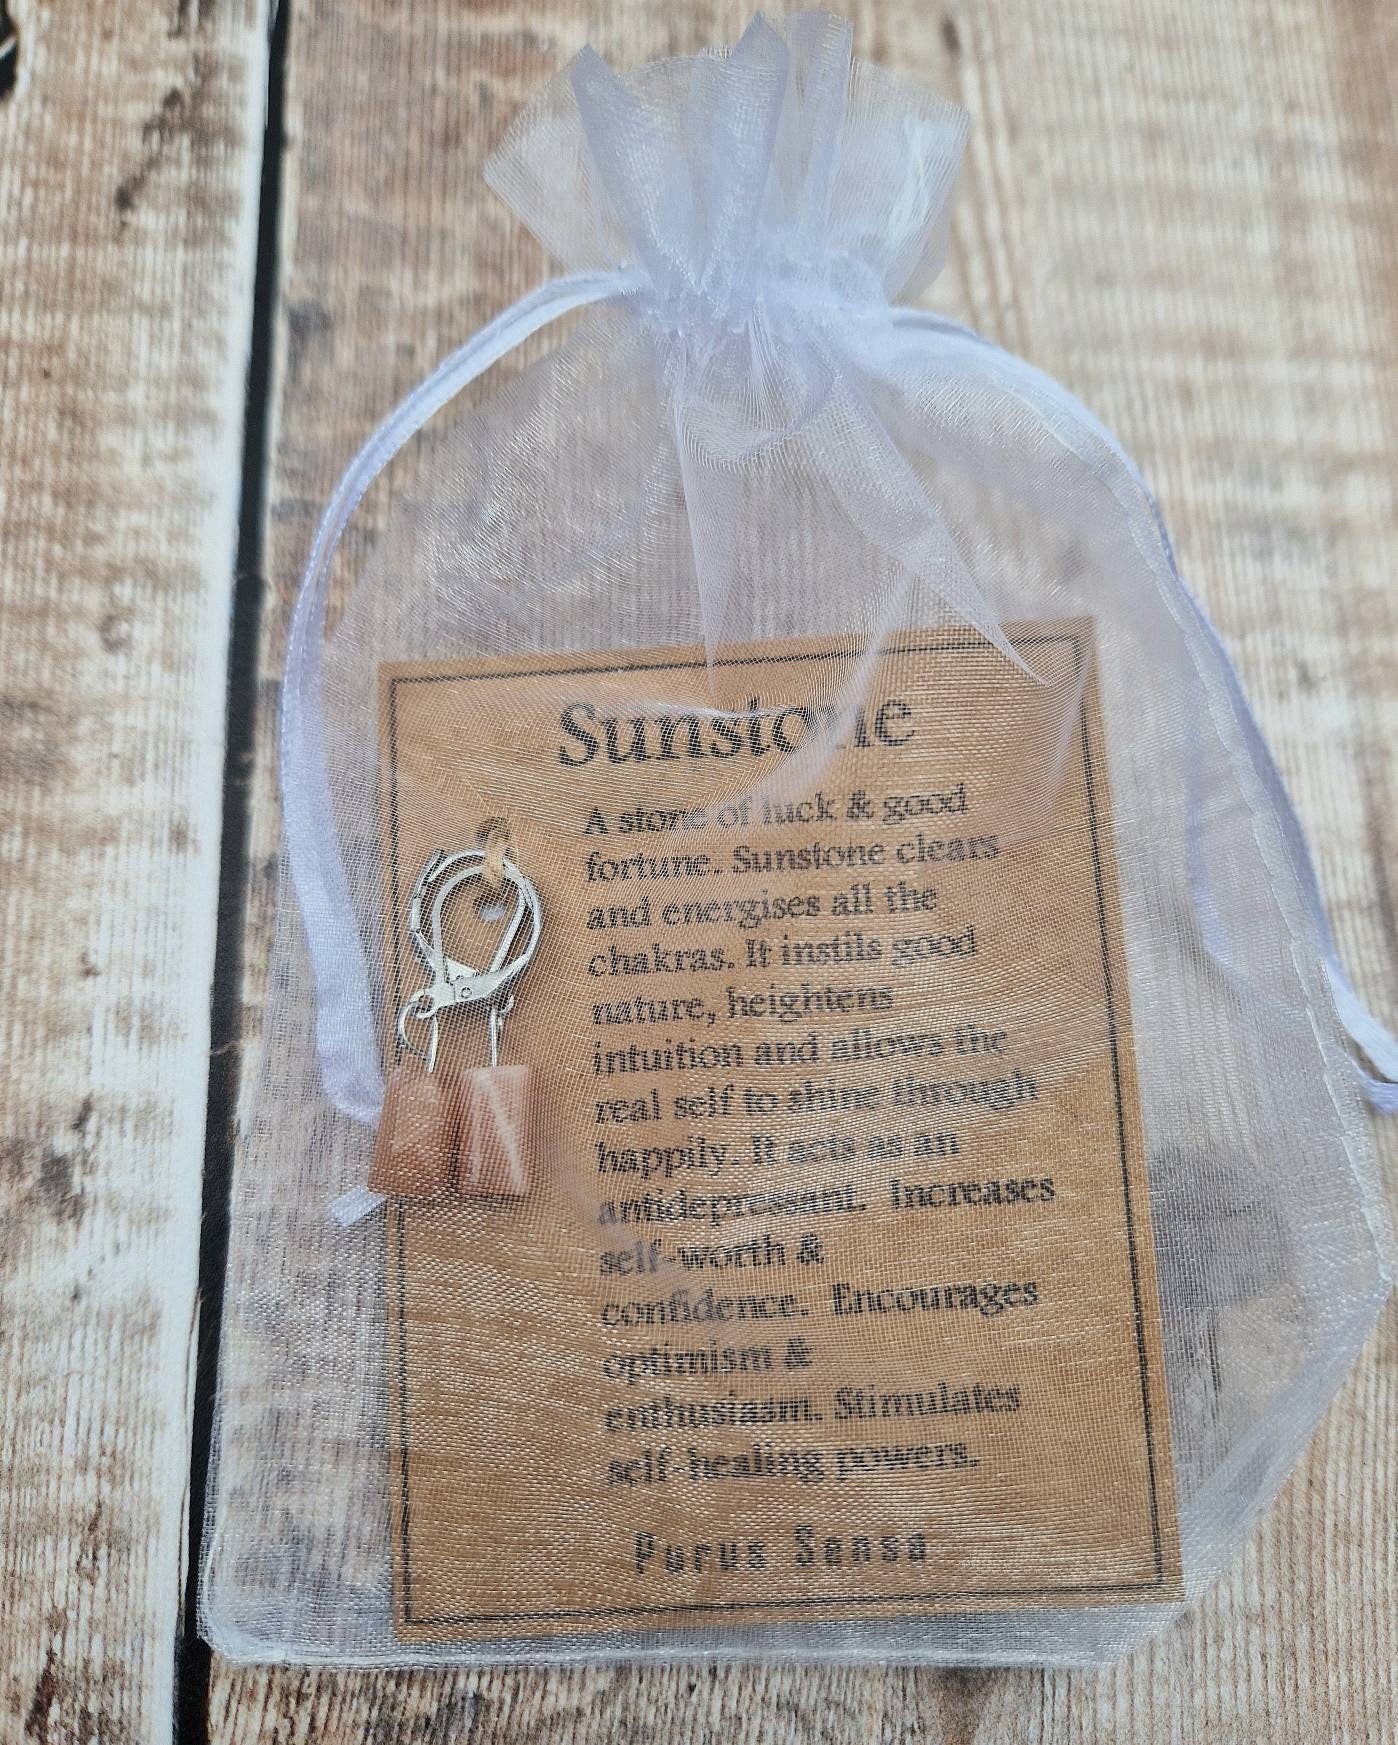 Sunstone
A stone of luck & good
fortune. Sunstone clears
and energises all the
chakras. It instils good
nature, heightens
intuition and allows the
real self to shine through
happily. It acts as an
antidepressant. Increases
self-worth &
confidence. Encourages
optimism &
enthusiasm. Stimulates
self-healing powers.
Purus Sensa